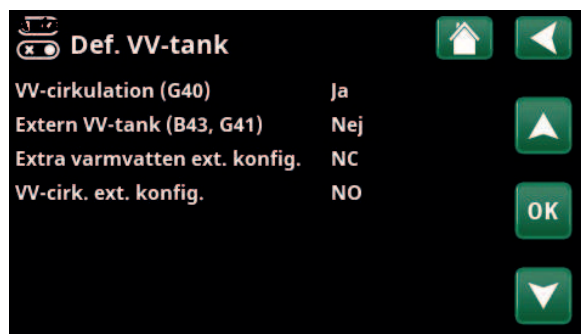 Def. VV-tank
VV-cirkulation (G40) Ja
Extern VV-tank (B43, G41) Nej
Extra varmvatten ext. konfig. NC
VV-cirk. ext. konfig. NO
OK